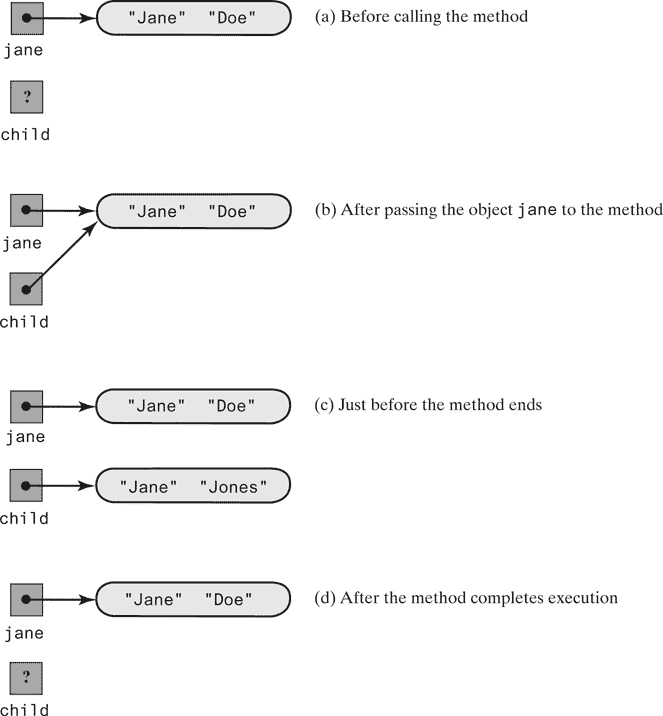 "Jane" "Doe" (a) Before calling the method
jane
?
child
"Jane" "Doe" (b) After passing the object jane to the method
jane
child
"Jane" "Doe" (c) Just before the method ends
jane
"Jane" "Jones"
child
"Jane" "Doe" (d) After the method completes execution
jane
?
child